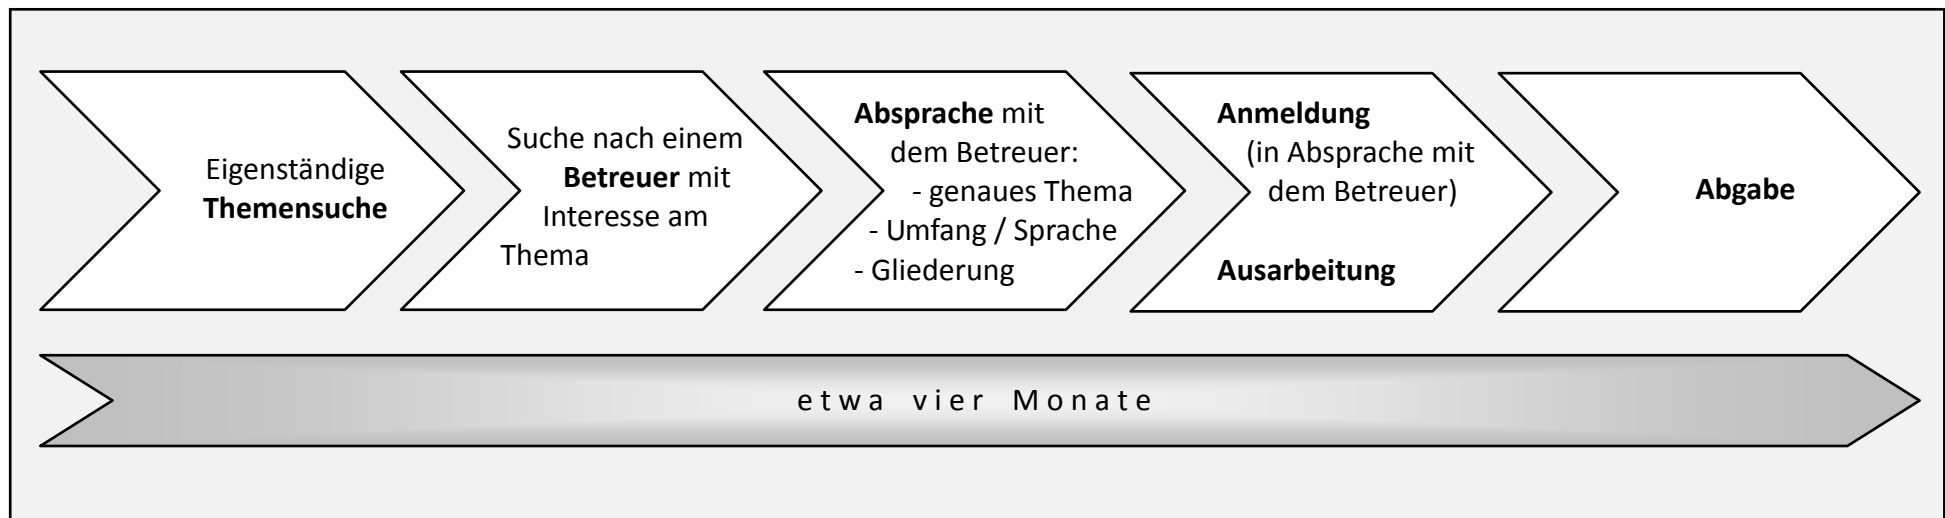 Eigenständige
Themensuche
Suche nach einem
Betreuer mit
Interesse am
Thema
Absprache mit
dem Betreuer:
- genaues Thema
- Umfang / Sprache
- Gliederung
Anmeldung
(in Absprache mit
dem Betreuer)
Ausarbeitung
Abgabe
etwa vier Monate